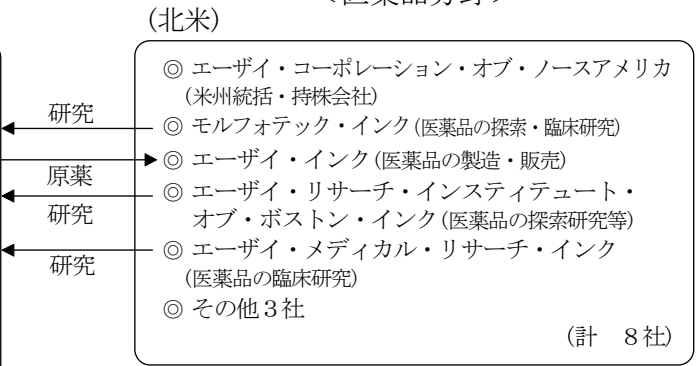 (北米)
◎ エーザイ・コーポレーション・オブ・ノースアメリカ
(米州統括・持株会社)
研究
◎ モルフォテック・インク(医薬品の探索・臨床研究)
◎ エーザイ・インク(医薬品の製造・販売)
原薬
◎ エーザイ・リサーチ・インスティテュート・
研究
オブ・ボストン・インク(医薬品の探索研究等)
◎ エーザイ・メディカル・リサーチ・インク
研究
(医薬品の臨床研究)
◎ その他3社
(計 8社)